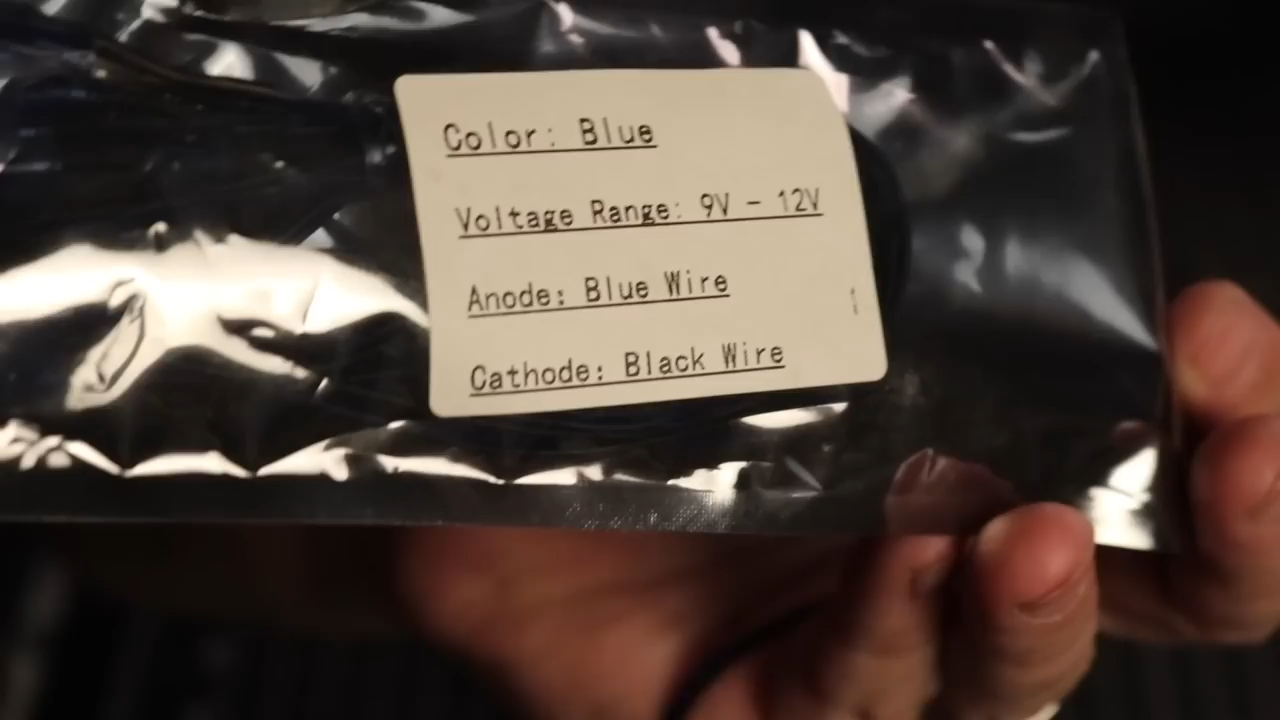 Color: Blue
Voltage Range: 9V - 12V
Anode: Blue Wire
Cathode: Black Wire